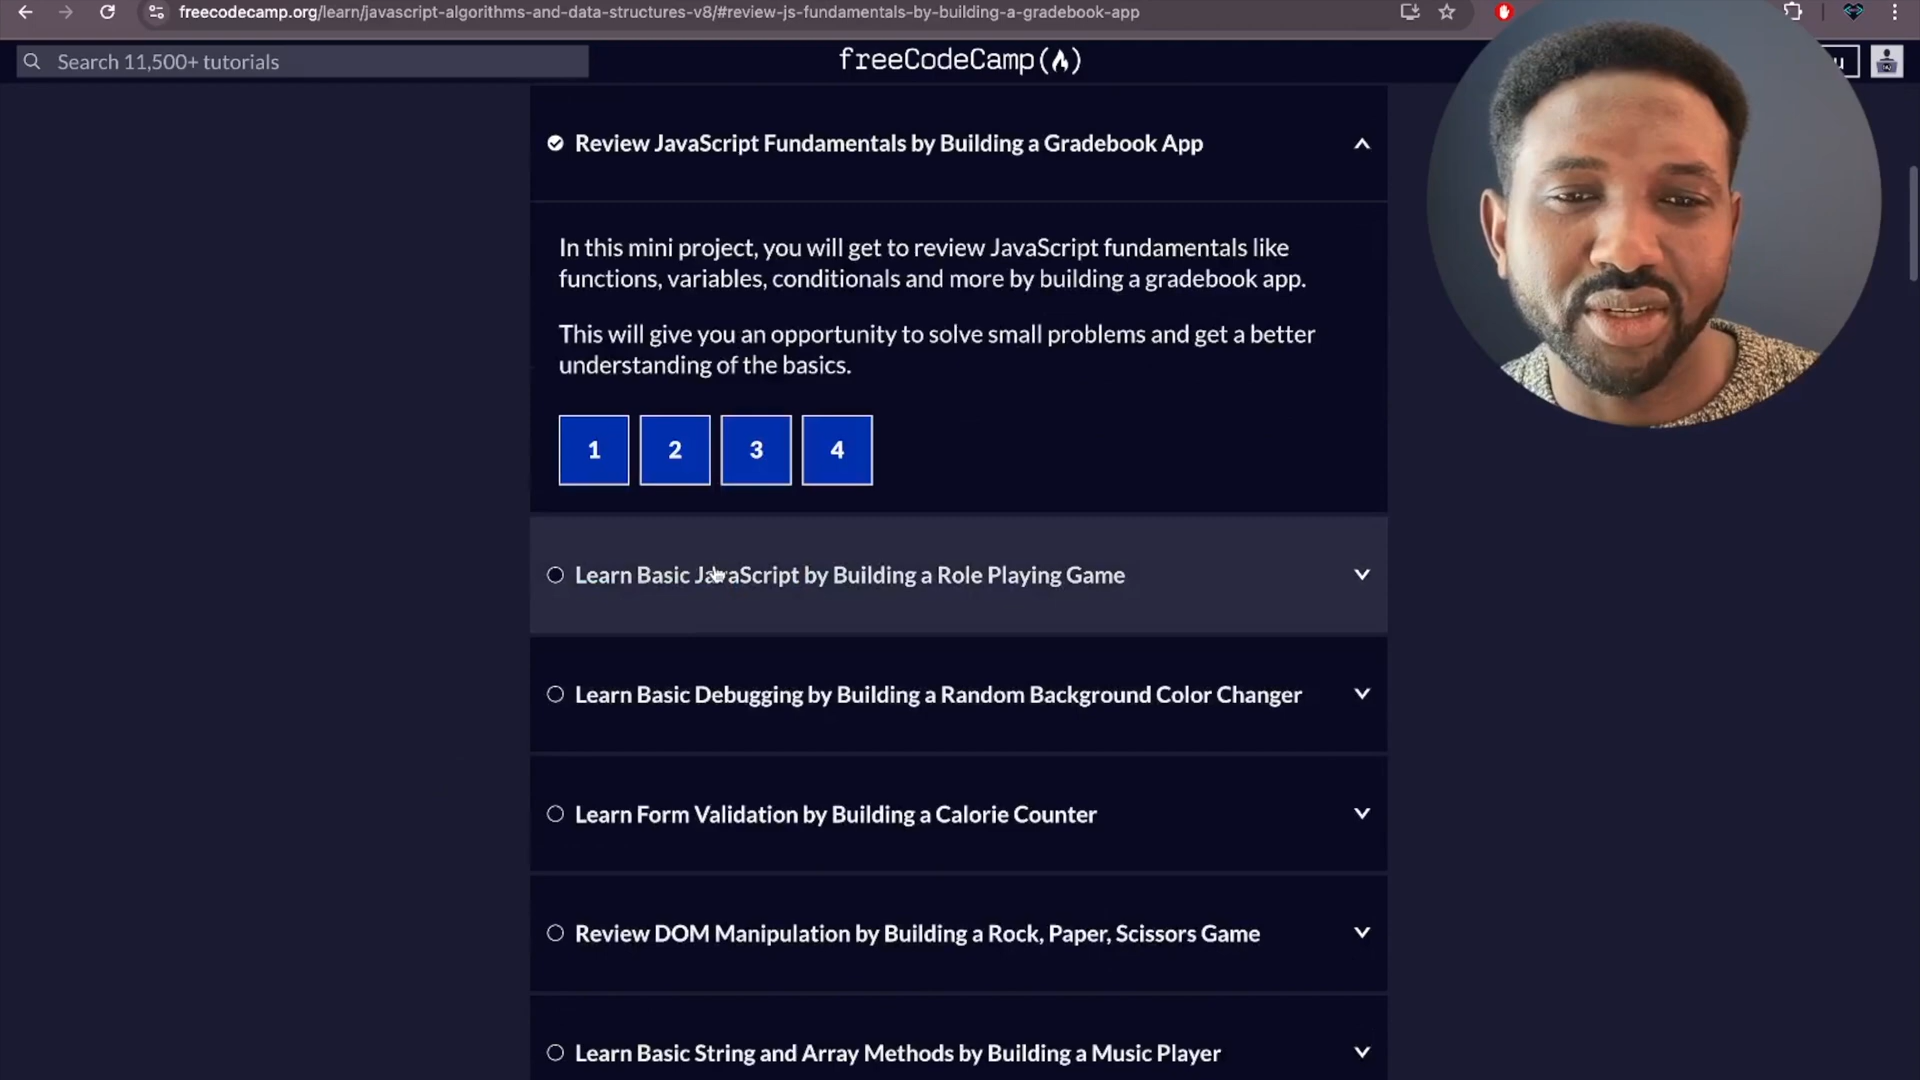 freecodecamp.org/learn/javascript-algorithms-and-data-structures-v8/#review-js-fundamentals-by-building-a-gradebook-app
Search 11,500+ tutorials
freeCodeCamp(🔥)
Review JavaScript Fundamentals by Building a Gradebook App
In this mini project, you will get to review JavaScript fundamentals like
functions, variables, conditionals and more by building a gradebook app.
This will give you an opportunity to solve small problems and get a better
understanding of the basics.
1 2 3 4
Learn Basic JavaScript by Building a Role Playing Game
Learn Basic Debugging by Building a Random Background Color Changer
Learn Form Validation by Building a Calorie Counter
Review DOM Manipulation by Building a Rock, Paper, Scissors Game
Learn Basic String and Array Methods by Building a Music Player